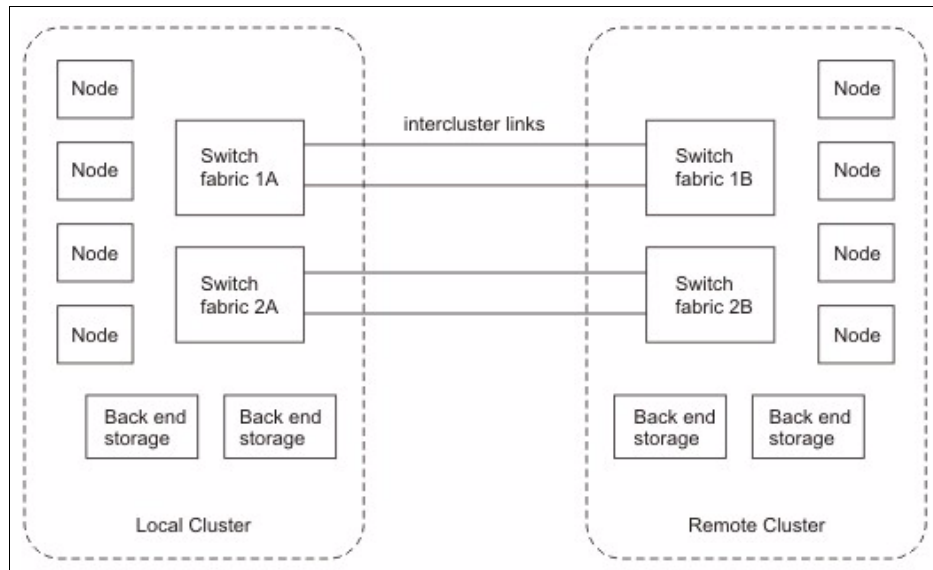 Node
Node
Node
Node
Switch
fabric 1A
Switch
fabric 2A
Back end
storage
Back end
storage
Local Cluster
intercluster links
Switch
fabric 1B
Switch
fabric 2B
Node
Node
Node
Node
Back end
storage
Back end
storage
Remote Cluster